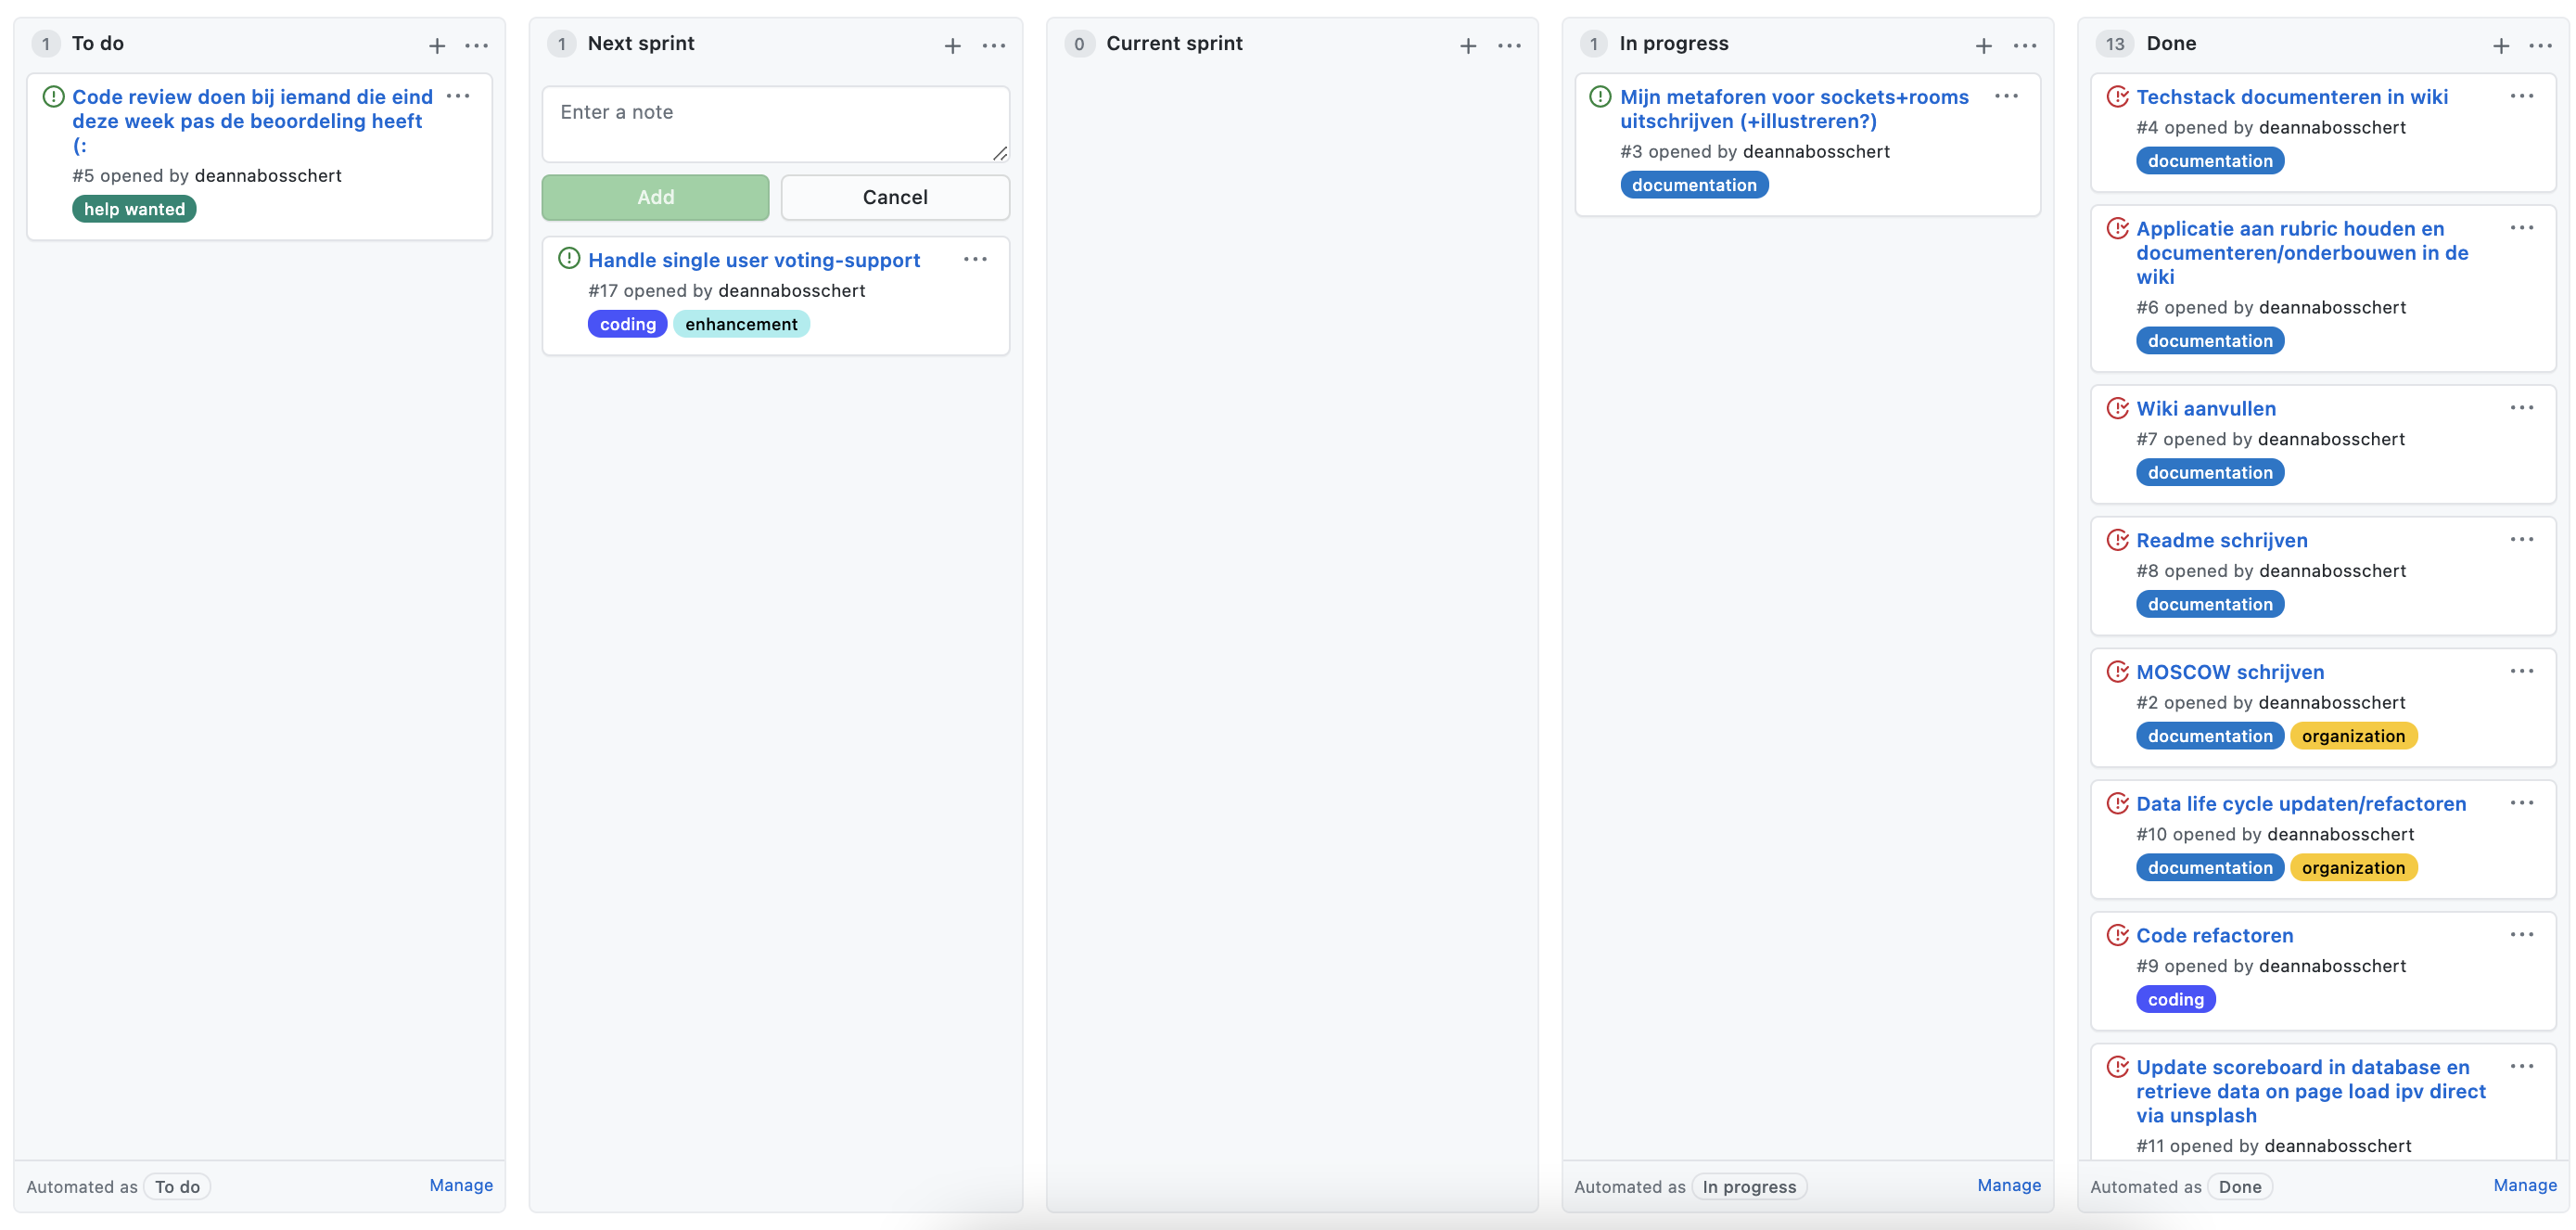 1 To do
Code review doen bij iemand die eind
deze week pas de beoordeling heeft
(:
#5 opened by deannabosschert
help wanted
Automated as To do Manage
1 Next sprint
Enter a note
Add Cancel
Handle single user voting-support
#17 opened by deannabosschert
coding enhancement
0 Current sprint
1 In progress
Mijn metaforen voor sockets+rooms
uitschrijven (+illustreren?)
#3 opened by deannabosschert
documentation
Automated as In progress Manage
13 Done
Techstack documenteren in wiki
#4 opened by deannabosschert
documentation
Applicatie aan rubric houden en
documenteren/onderbouwen in de
wiki
#6 opened by deannabosschert
documentation
Wiki aanvullen
#7 opened by deannabosschert
documentation
Readme schrijven
#8 opened by deannabosschert
documentation
MOSCOW schrijven
#2 opened by deannabosschert
documentation organization
Data life cycle updaten/refactoren
#10 opened by deannabosschert
documentation organization
Code refactoren
#9 opened by deannabosschert
coding
Update scoreboard in database en
retrieve data on page load ipv direct
via unsplash
#11 opened by deannabosschert
Automated as Done Manage